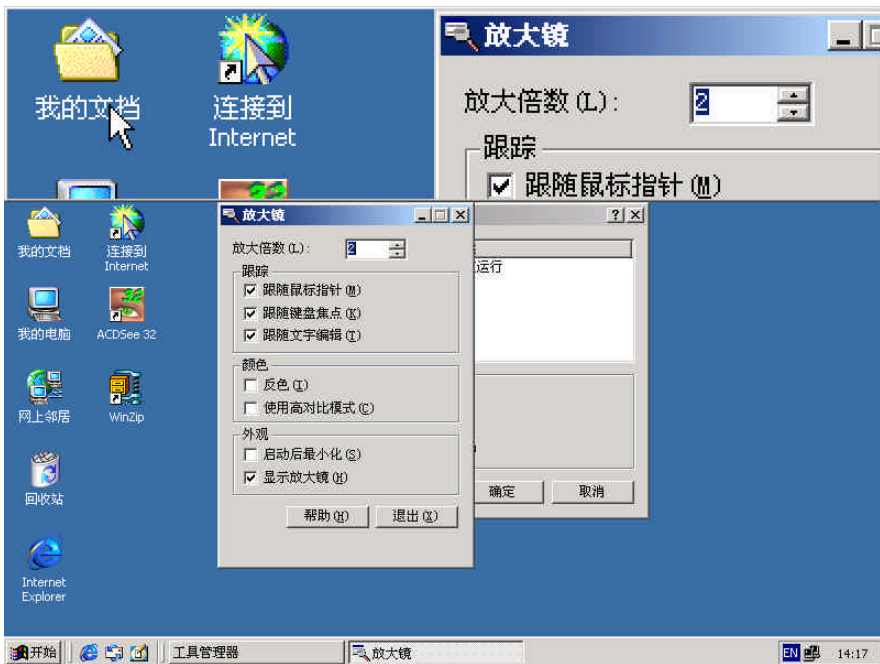 我的文档
连接到
Internet
放大镜
放大倍数(L):
2
跟踪
跟随鼠标指针(M)
我的文档
连接到
Internet
我的电脑
ACDSee 32
网上邻居
WinZip
回收站
Internet
Explorer
放大镜
放大倍数(L):
2
跟踪
跟随鼠标指针(M)
跟随键盘焦点(K)
跟随文字编辑(T)
颜色
反色(I)
使用高对比模式(C)
外观
启动后最小化(S)
显示放大镜(H)
帮助(H)
退出(X)
运行
确定
取消
开始
工具管理器
放大镜
EN
14:17